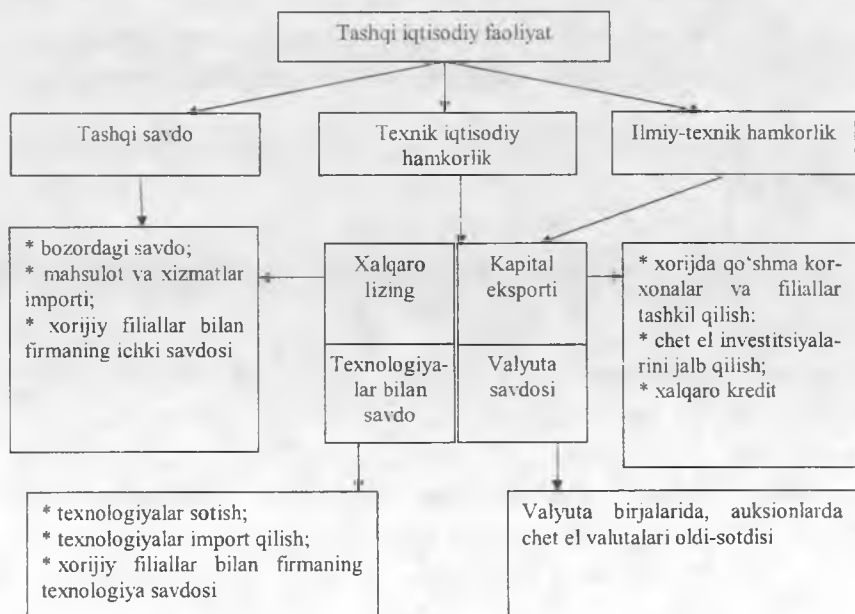 Tashqi iqtisodiy faoliyat
Tashqi savdo
Texnik iqtisodiy
hamkorlik
Ilmiy-texnik hamkorlik
* bozordagi savdo;
* mahsulot va xizmatlar
importi;
* xorijiy filiallar bilan
firmaning ichki savdosi
Xalqaro
lizing
Kapital
eksporti
Texnologiya-
lar bilan
savdo
Valyuta
savdosi
* xorijda qo‘shma kor-
xonalar va filiallar
tashkil qilish:
* chet el investitsiyala-
rini jalb qilish;
* xalqaro kredit
* texnologiyalar sotish;
* texnologiyalar import qilish;
* xorijiy filiallar bilan firmaning
texnologiya savdosi
Valyuta birjalarida, auksionlarda
chet el valutalari oldi-sotdisi